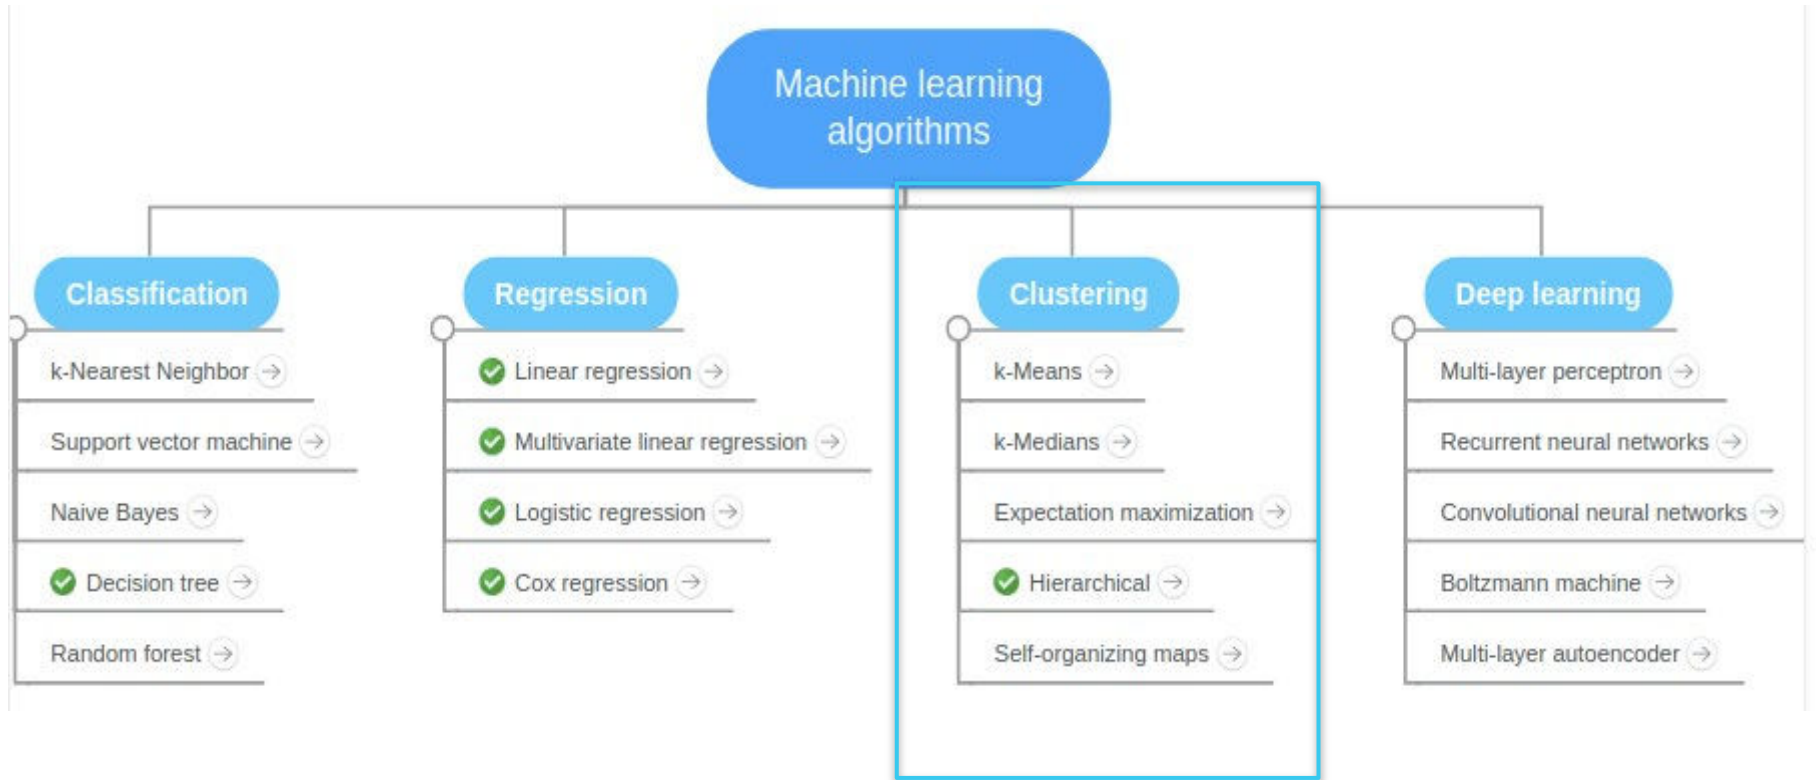 Machine learning
algorithms
Classification
k-Nearest Neighbor
Support vector machine
Naive Bayes
Decision tree
Random forest
Regression
Linear regression
Multivariate linear regression
Logistic regression
Cox regression
Clustering
k-Means
k-Medians
Expectation maximization
Hierarchical
Self-organizing maps
Deep learning
Multi-layer perceptron
Recurrent neural networks
Convolutional neural networks
Boltzmann machine
Multi-layer autoencoder